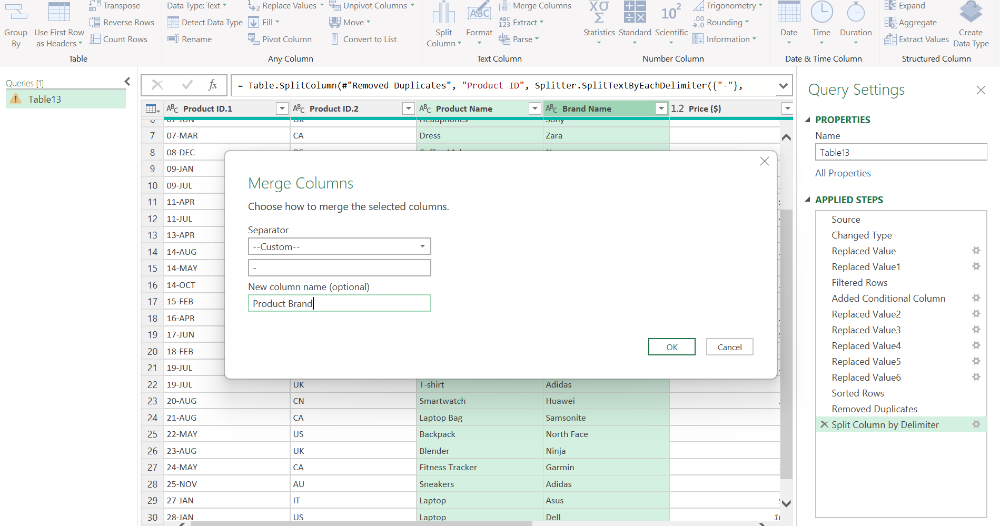 Transpose
Reverse Rows
Count Rows
Group By
Use First Row as Headers
Table
Data Type: Text
Detect Data Type
Rename
Replace Values
Fill
Pivot Column
Unpivot Columns
Move
Convert to List
Any Column
Split Column
Format
Merge Columns
Extract
Parse
Text Column
Statistics
Standard
Scientific
Trigonometry
Rounding
Information
Number Column
Date
Time
Duration
Date & Time Column
Expand
Aggregate
Extract Values
Create Data Type
Structured Column
Queries [1]
Table13
fx
= Table.SplitColumn(#"Removed Duplicates", "Product ID", Splitter.SplitTextByEachDelimiter({"-"},
Product ID.1 Product ID.2 Product Name Brand Name 1.2 Price ($)
6 07-JUN UK Headphones Sony
7 07-MAR CA Dress Zara
8 08-DEC
9 09-JAN
10 09-JUL
11 11-APR
12 11-JUL
13 13-APR
14 14-AUG
15 14-MAY
16 14-OCT
17 15-FEB
18 16-APR
19 17-JUN
20 18-FEB
21 19-JUL
22 19-JUL UK T-shirt Adidas
23 20-AUG CN Smartwatch Huawei
24 21-AUG CA Laptop Bag Samsonite
25 22-MAY US Backpack North Face
26 23-AUG UK Blender Ninja
27 24-MAY CA Fitness Tracker Garmin
28 25-NOV AU Sneakers Adidas
29 27-JAN IT Laptop Asus
30 28-JAN US Laptop Dell
Merge Columns
Choose how to merge the selected columns.
Separator
--Custom--
-
New column name (optional)
Product Brand
OK
Cancel
Query Settings
PROPERTIES
Name
Table13
All Properties
APPLIED STEPS
Source
Changed Type
Replaced Value
Replaced Value1
Filtered Rows
Added Conditional Column
Replaced Value2
Replaced Value3
Replaced Value4
Replaced Value5
Replaced Value6
Sorted Rows
Removed Duplicates
Split Column by Delimiter